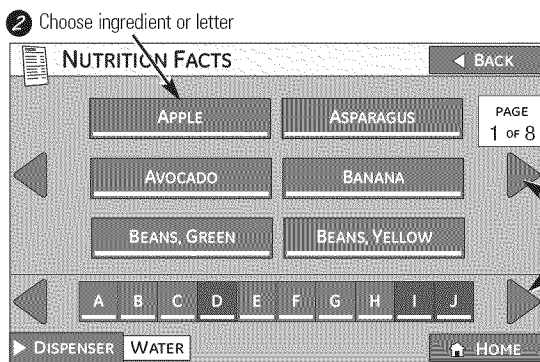 2 Choose ingredient or letter
NUTRITION FACTS
BACK
APPLE
ASPARAGUS
PAGE
1 OF 8
AVOCADO
BANANA
BEANS, GREEN
BEANS, YELLOW
A B C D E F G H I J
DISPENSER WATER
HOME